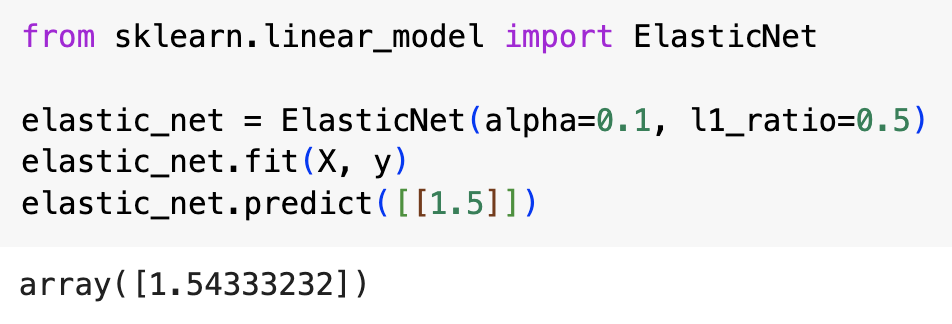 from sklearn.linear_model import ElasticNet
elastic_net = ElasticNet(alpha=0.1, l1_ratio=0.5)
elastic_net.fit(X, y)
elastic_net.predict([[1.5]])
array([1.54333232])